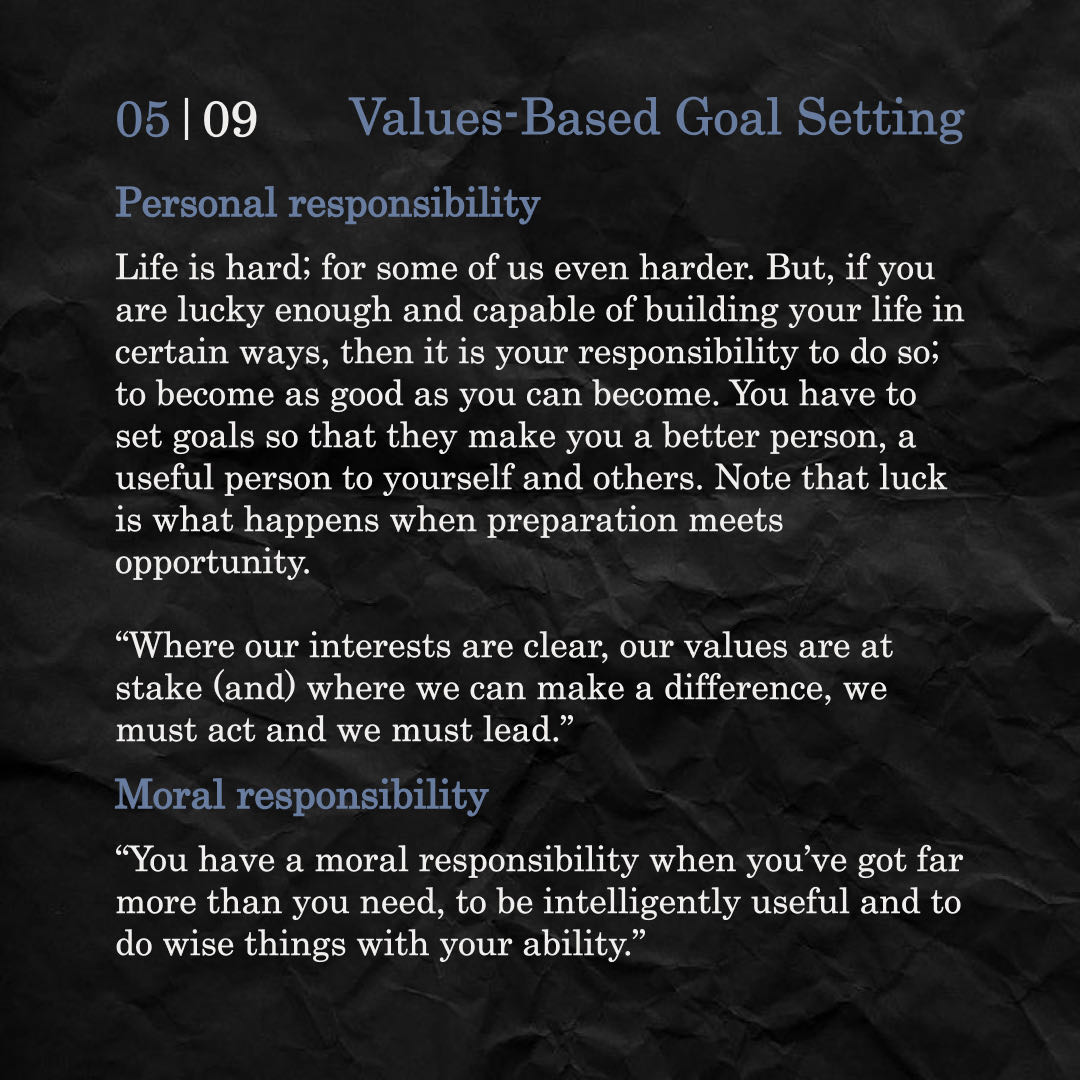 05 | 09 Values-Based Goal Setting
Personal responsibility
Life is hard; for some of us even harder. But, if you
are lucky enough and capable of building your life in
certain ways, then it is your responsibility to do so;
to become as good as you can become. You have to
set goals so that they make you a better person, a
useful person to yourself and others. Note that luck
is what happens when preparation meets
opportunity.
“Where our interests are clear, our values are at
stake (and) where we can make a difference, we
must act and we must lead.”
Moral responsibility
“You have a moral responsibility when you’ve got far
more than you need, to be intelligently useful and to
do wise things with your ability.”